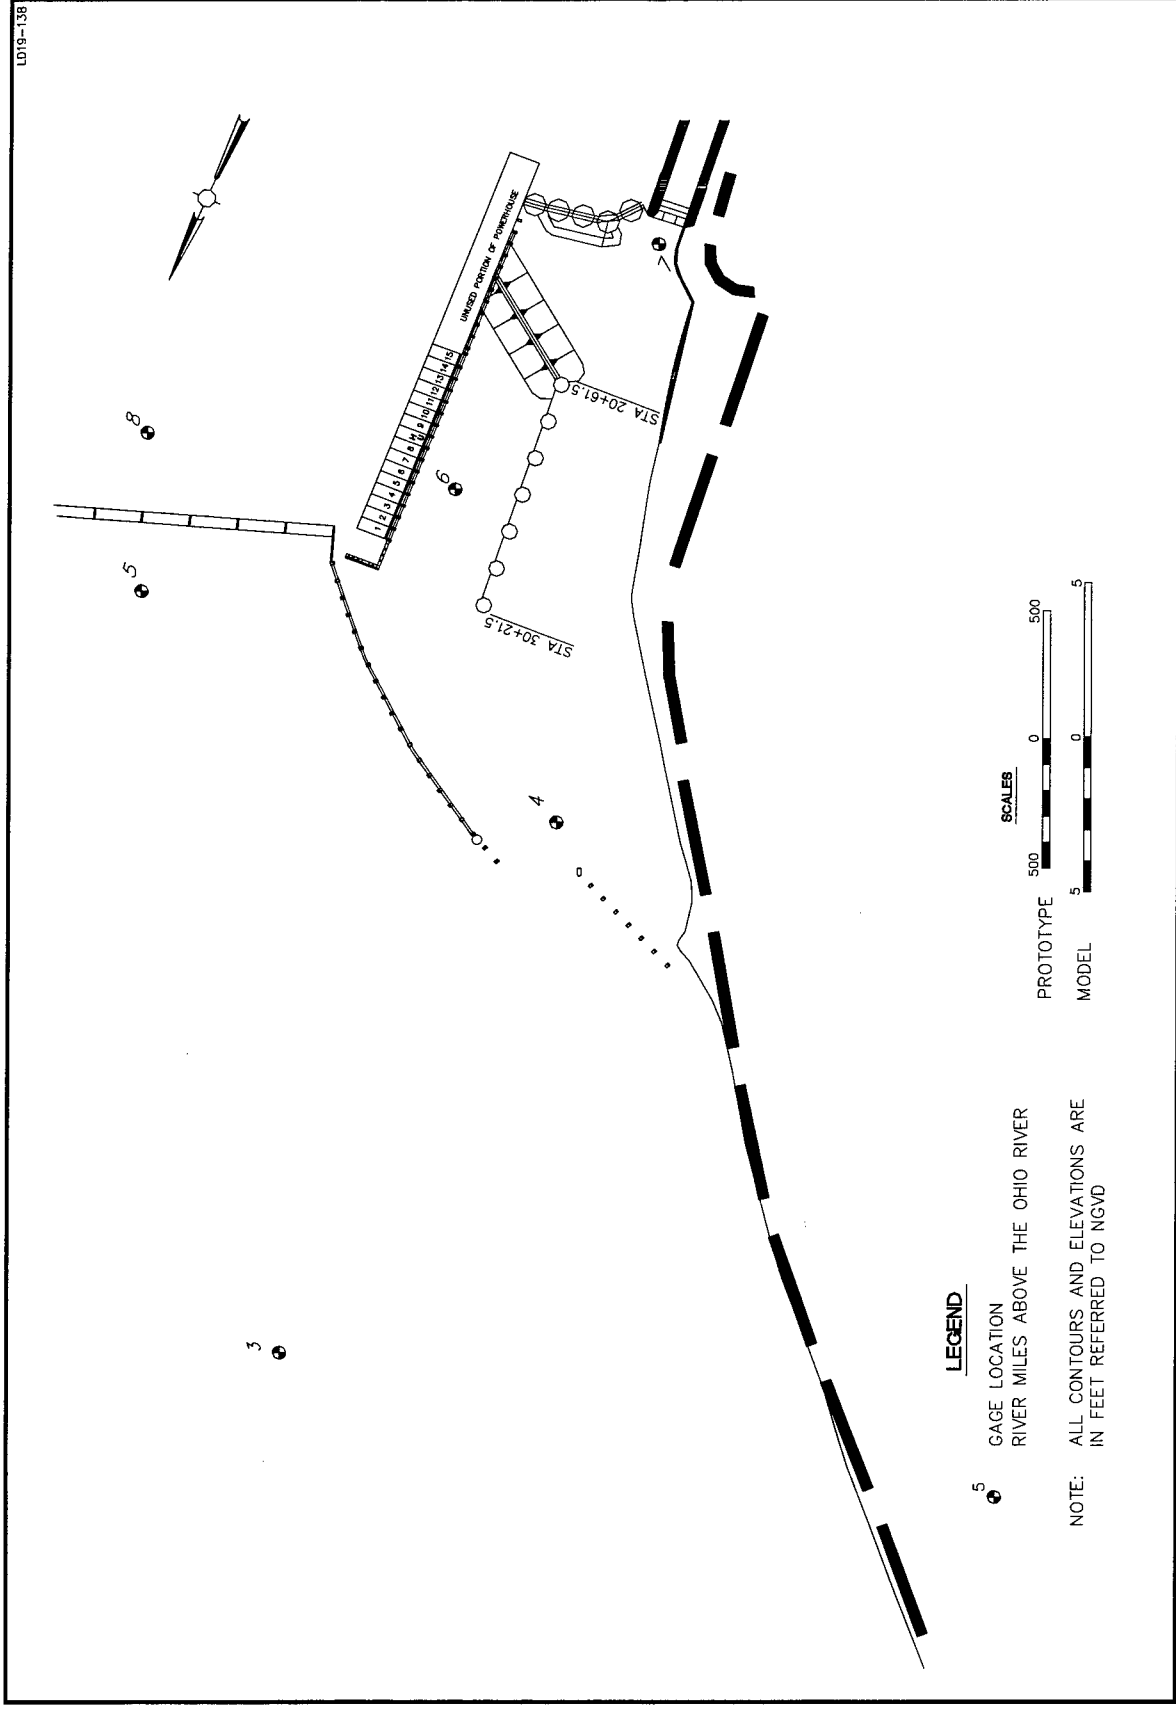 LD19-138
8
5
UNUSED PORTION OF POWERHOUSE
1 2 3 4 5 6 7 8 9 10 11 12 13 14 15
6
7
STA 20+61.5
STA 30+21.5
4
3
SCALES
PROTOTYPE 500 0 500
MODEL 5 0 5
LEGEND
5 GAGE LOCATION
RIVER MILES ABOVE THE OHIO RIVER
NOTE: ALL CONTOURS AND ELEVATIONS ARE
IN FEET REFERRED TO NGVD